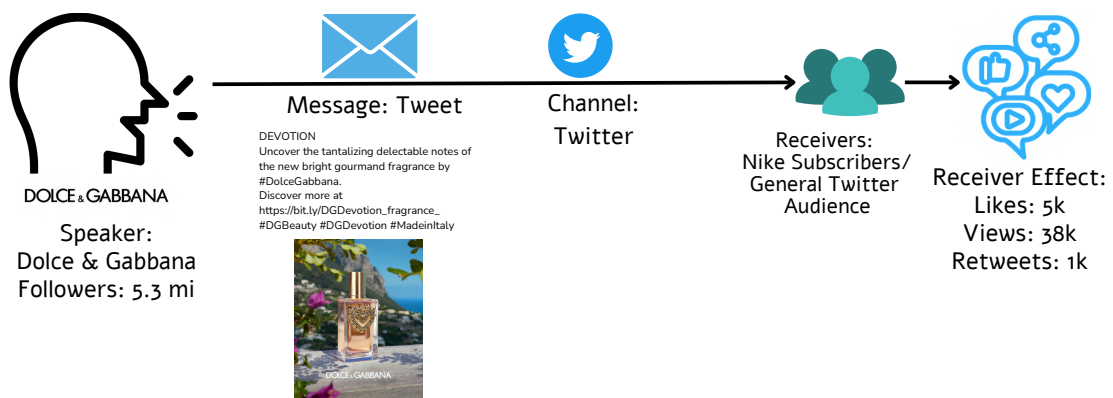 DOLCE & GABBANA
Speaker:
Dolce & Gabbana
Followers: 5.3 mi
Message: Tweet
DEVOTION
Uncover the tantalizing delectable notes of
the new bright gourmand fragrance by
#DolceGabbana.
Discover more at
https://bit.ly/DGDevotion_fragrance_
#DGBeauty #DGDevotion #MadeinItaly
DOLCE & GABBANA
Channel:
Twitter
Receivers:
Nike Subscribers/
General Twitter
Audience
Receiver Effect:
Likes: 5k
Views: 38k
Retweets: 1k